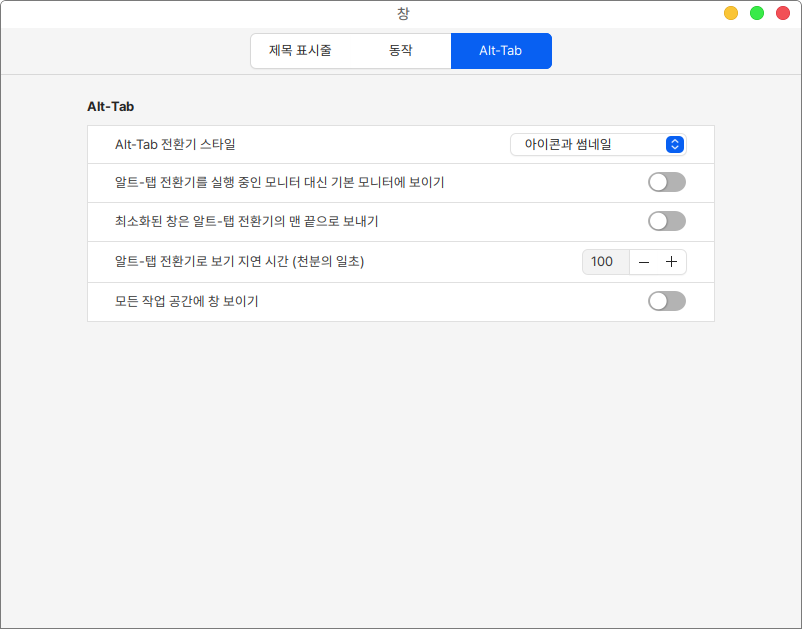 창
제목 표시줄
동작
Alt-Tab
Alt-Tab
Alt-Tab 전환기 스타일
아이콘과 썸네일
알트-탭 전환기를 실행 중인 모니터 대신 기본 모니터에 보이기
최소화된 창은 알트-탭 전환기의 맨 끝으로 보내기
알트-탭 전환기로 보기 지연 시간 (천분의 일초)
100
모든 작업 공간에 창 보이기